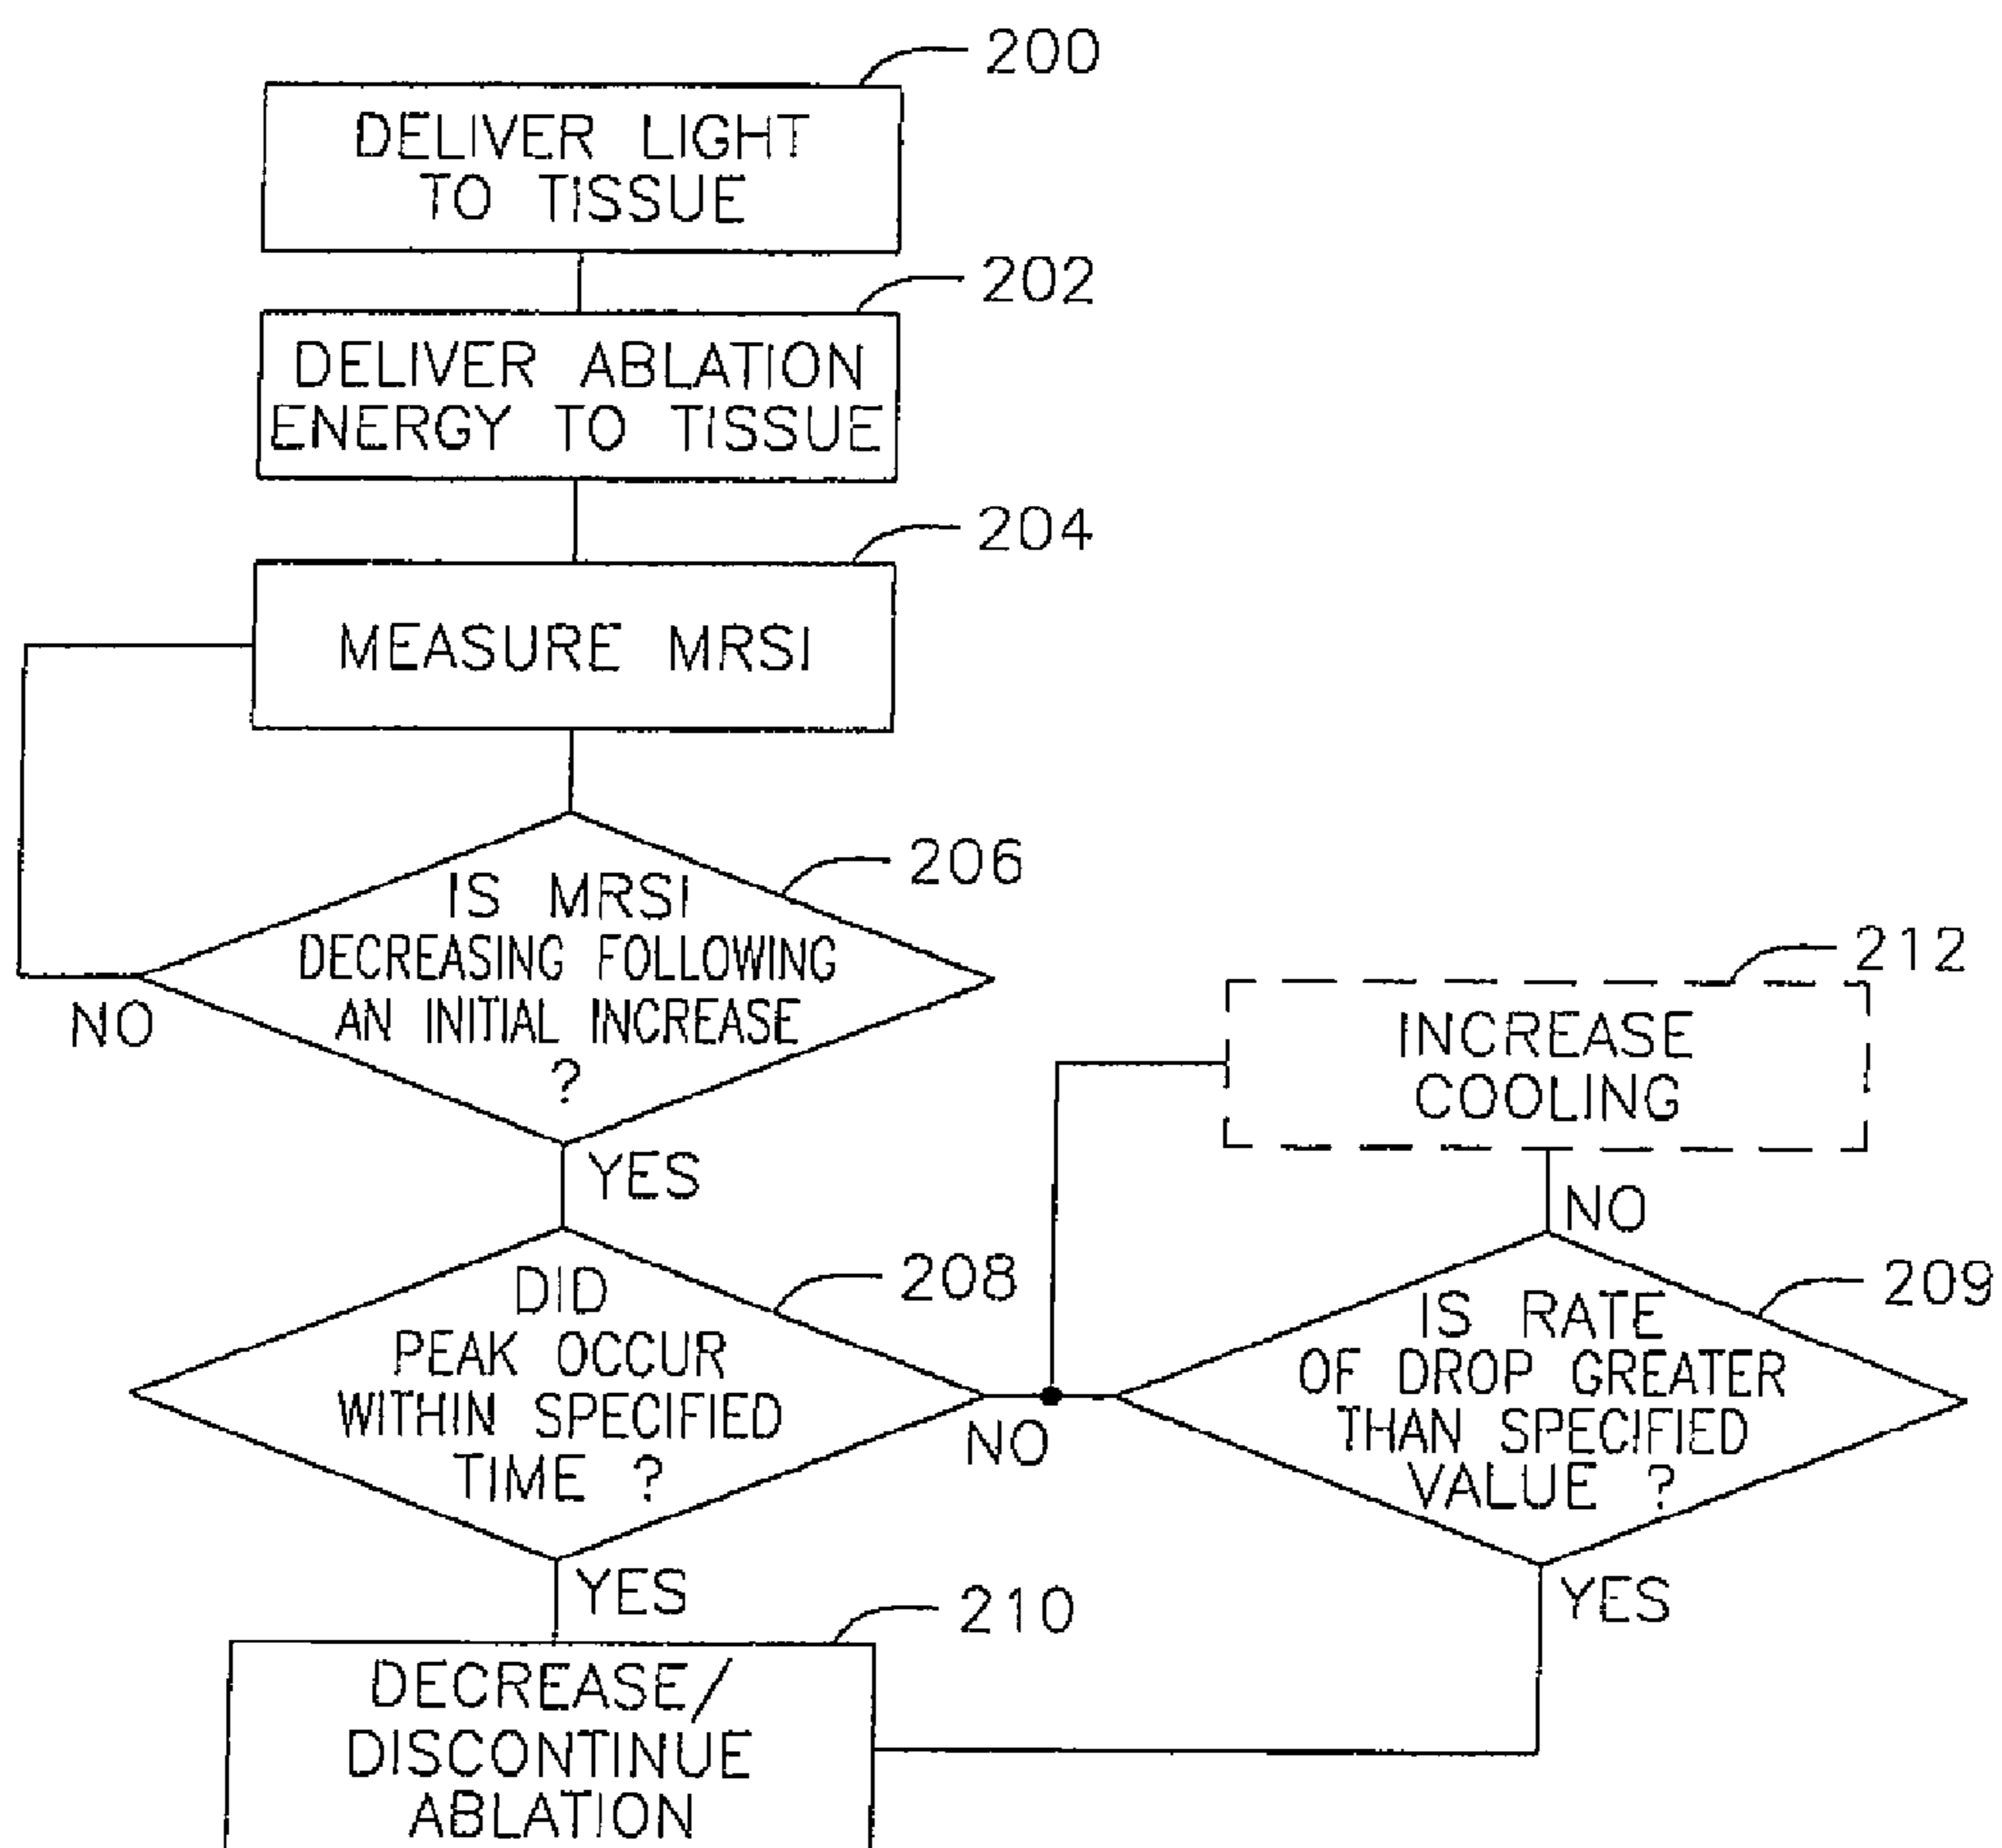 200
DELIVER LIGHT
TO TISSUE
202
DELIVER ABLATION
ENERGY TO TISSUE
204
MEASURE MRSI
206
IS MRSI
DECREASING FOLLOWING
AN INITIAL INCREASE
?
NO
YES
212
INCREASE
COOLING
NO
208
DID
PEAK OCCUR
WITHIN SPECIFIED
TIME ?
NO
YES
209
IS RATE
OF DROP GREATER
THAN SPECIFIED
VALUE ?
YES
210
DECREASE/
DISCONTINUE
ABLATION